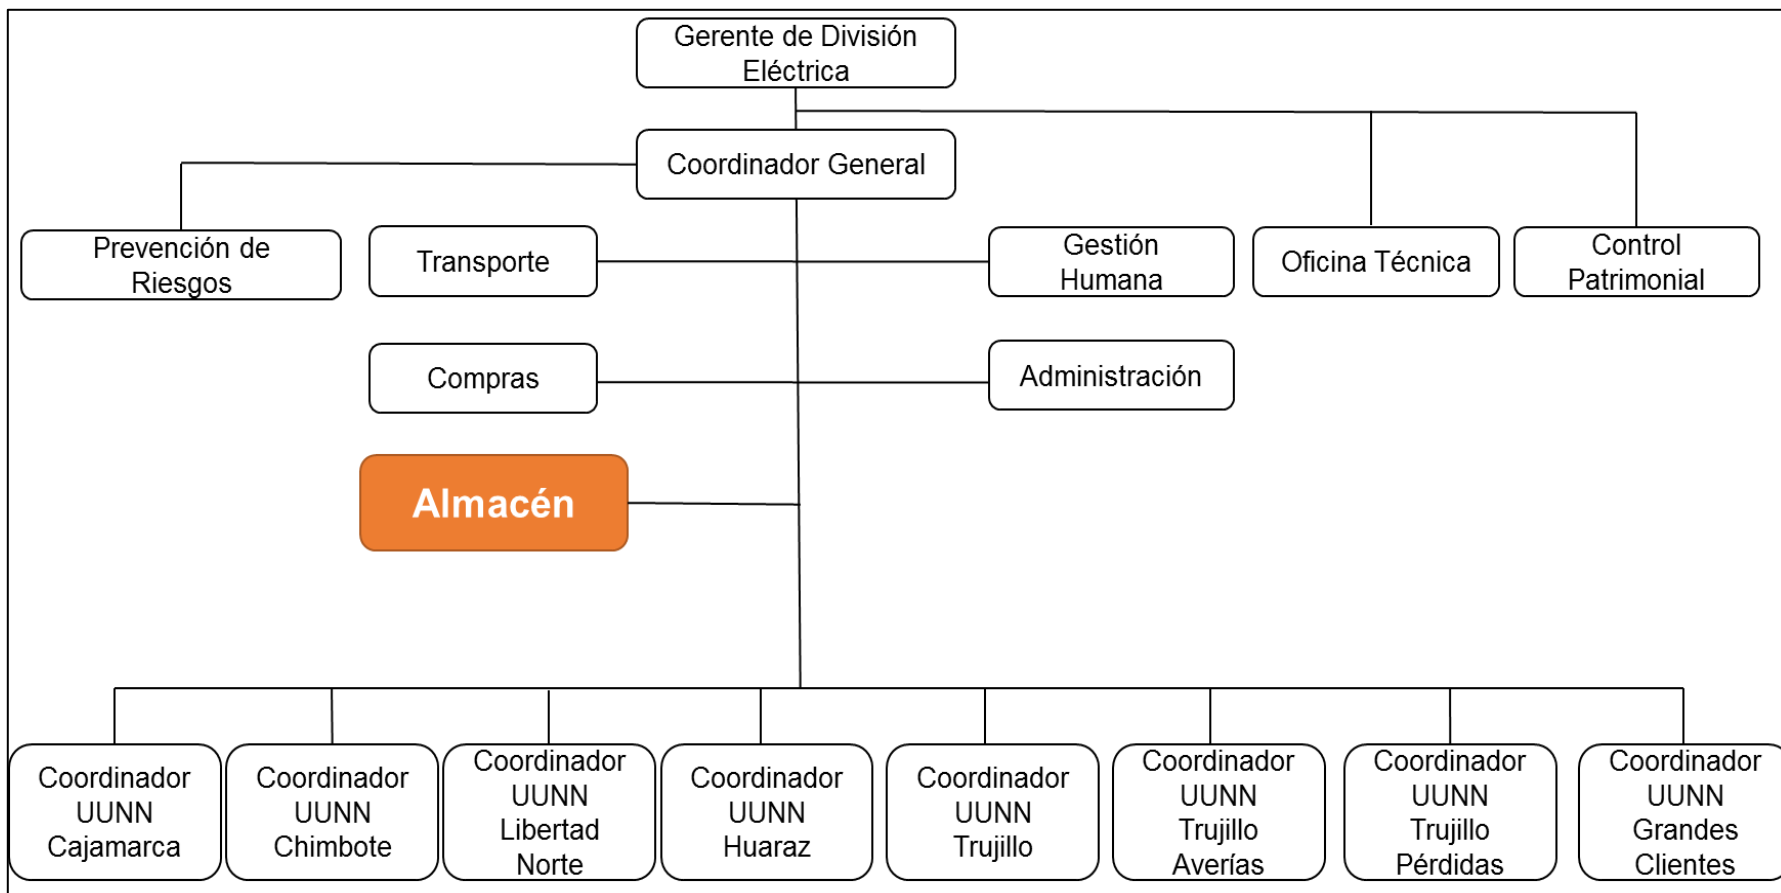 Gerente de División
Eléctrica
Coordinador General
Prevención de
Riesgos
Transporte
Gestión
Humana
Oficina Técnica
Control
Patrimonial
Compras
Administración
Almacén
Coordinador
UUNN
Cajamarca
Coordinador
UUNN
Chimbote
Coordinador
UUNN
Libertad
Norte
Coordinador
UUNN
Huaraz
Coordinador
UUNN
Trujillo
Coordinador
UUNN
Trujillo
Averías
Coordinador
UUNN
Trujillo
Pérdidas
Coordinador
UUNN
Grandes
Clientes